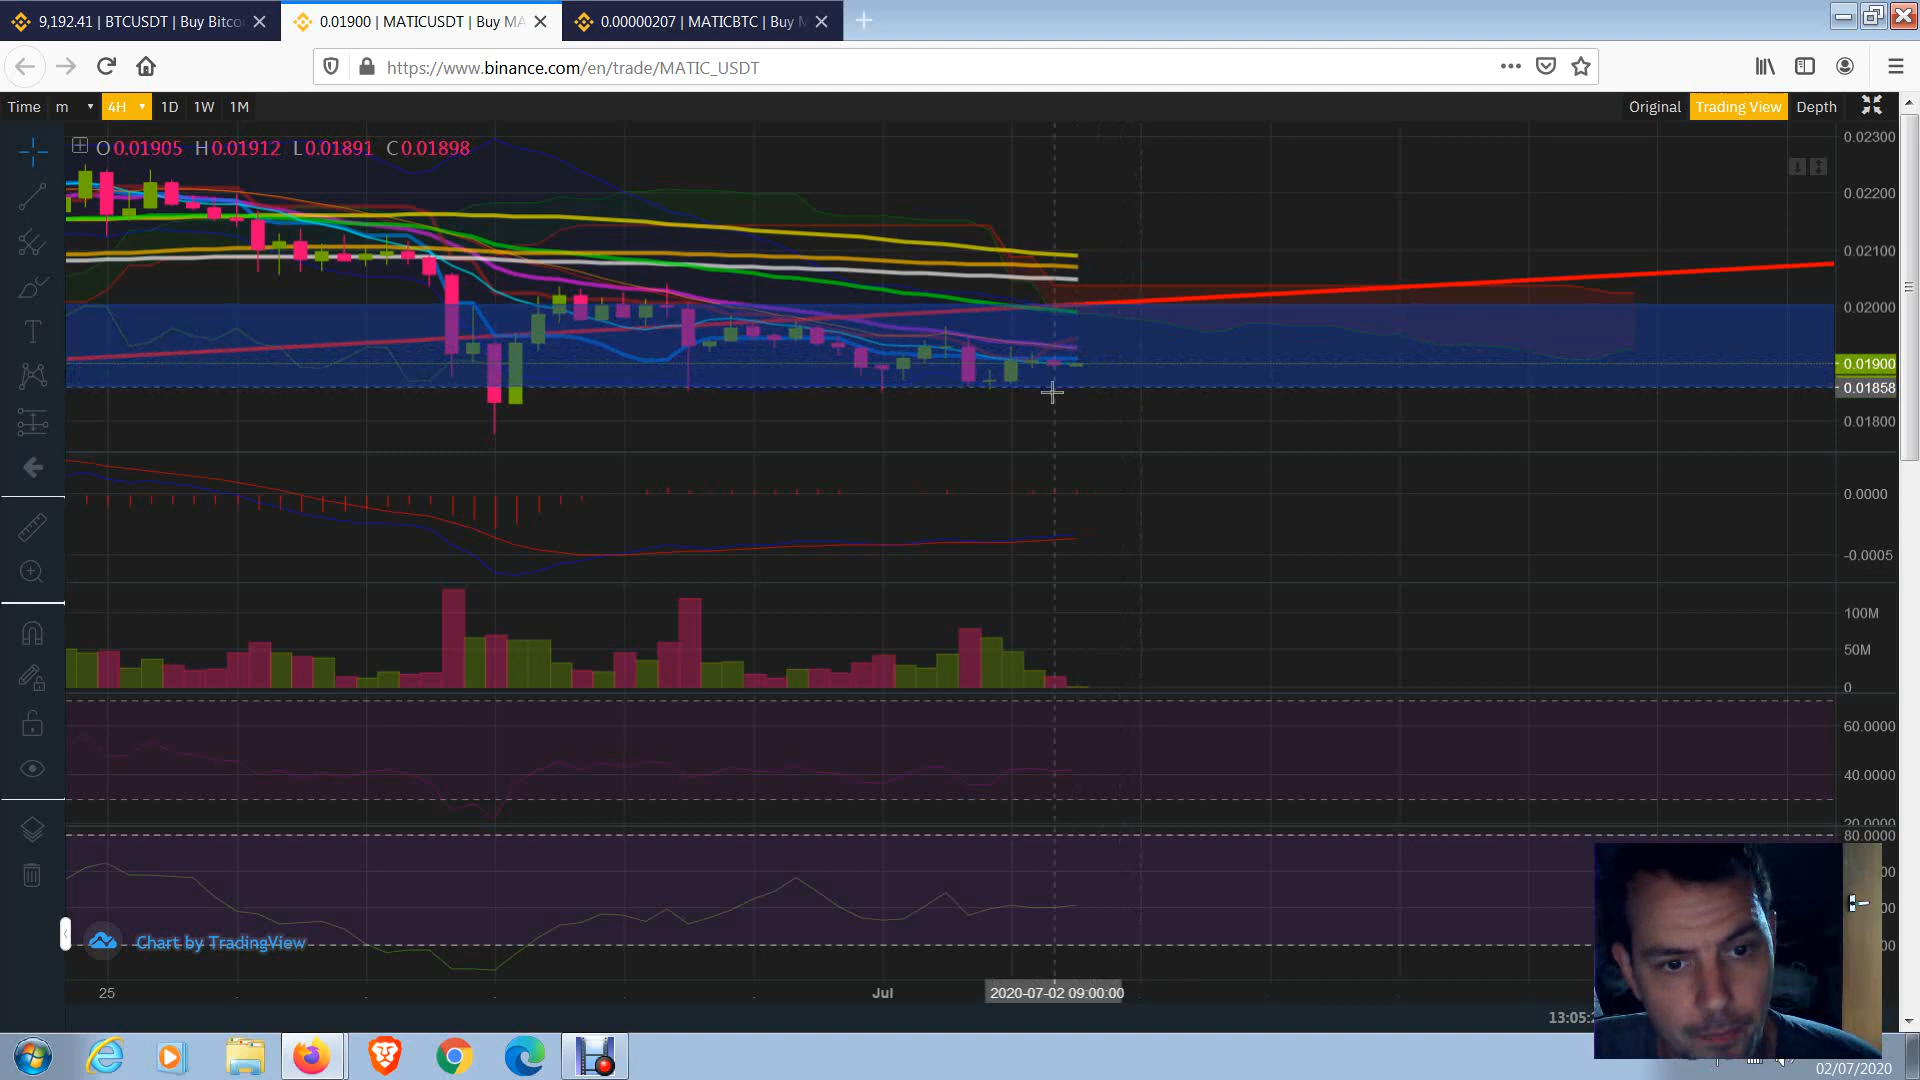 9,192.41 | BTCUSDT | Buy Bitco
0.01900 | MATICUSDT | Buy MA
0.00000207 | MATICBTC | Buy M
https://www.binance.com/en/trade/MATIC_USDT
Time m 4H 1D 1W 1M Original Trading View Depth
O 0.01905 H 0.01912 L 0.01891 C 0.01898
0.02300
0.02200
0.02100
0.02000
0.01900
0.01858
0.01800
0.0000
-0.0005
100M
50M
0
60.0000
40.0000
20.0000
80.0000
Chart by TradingView
25 Jul 2020-07-02 09:00:00
02/07/2020